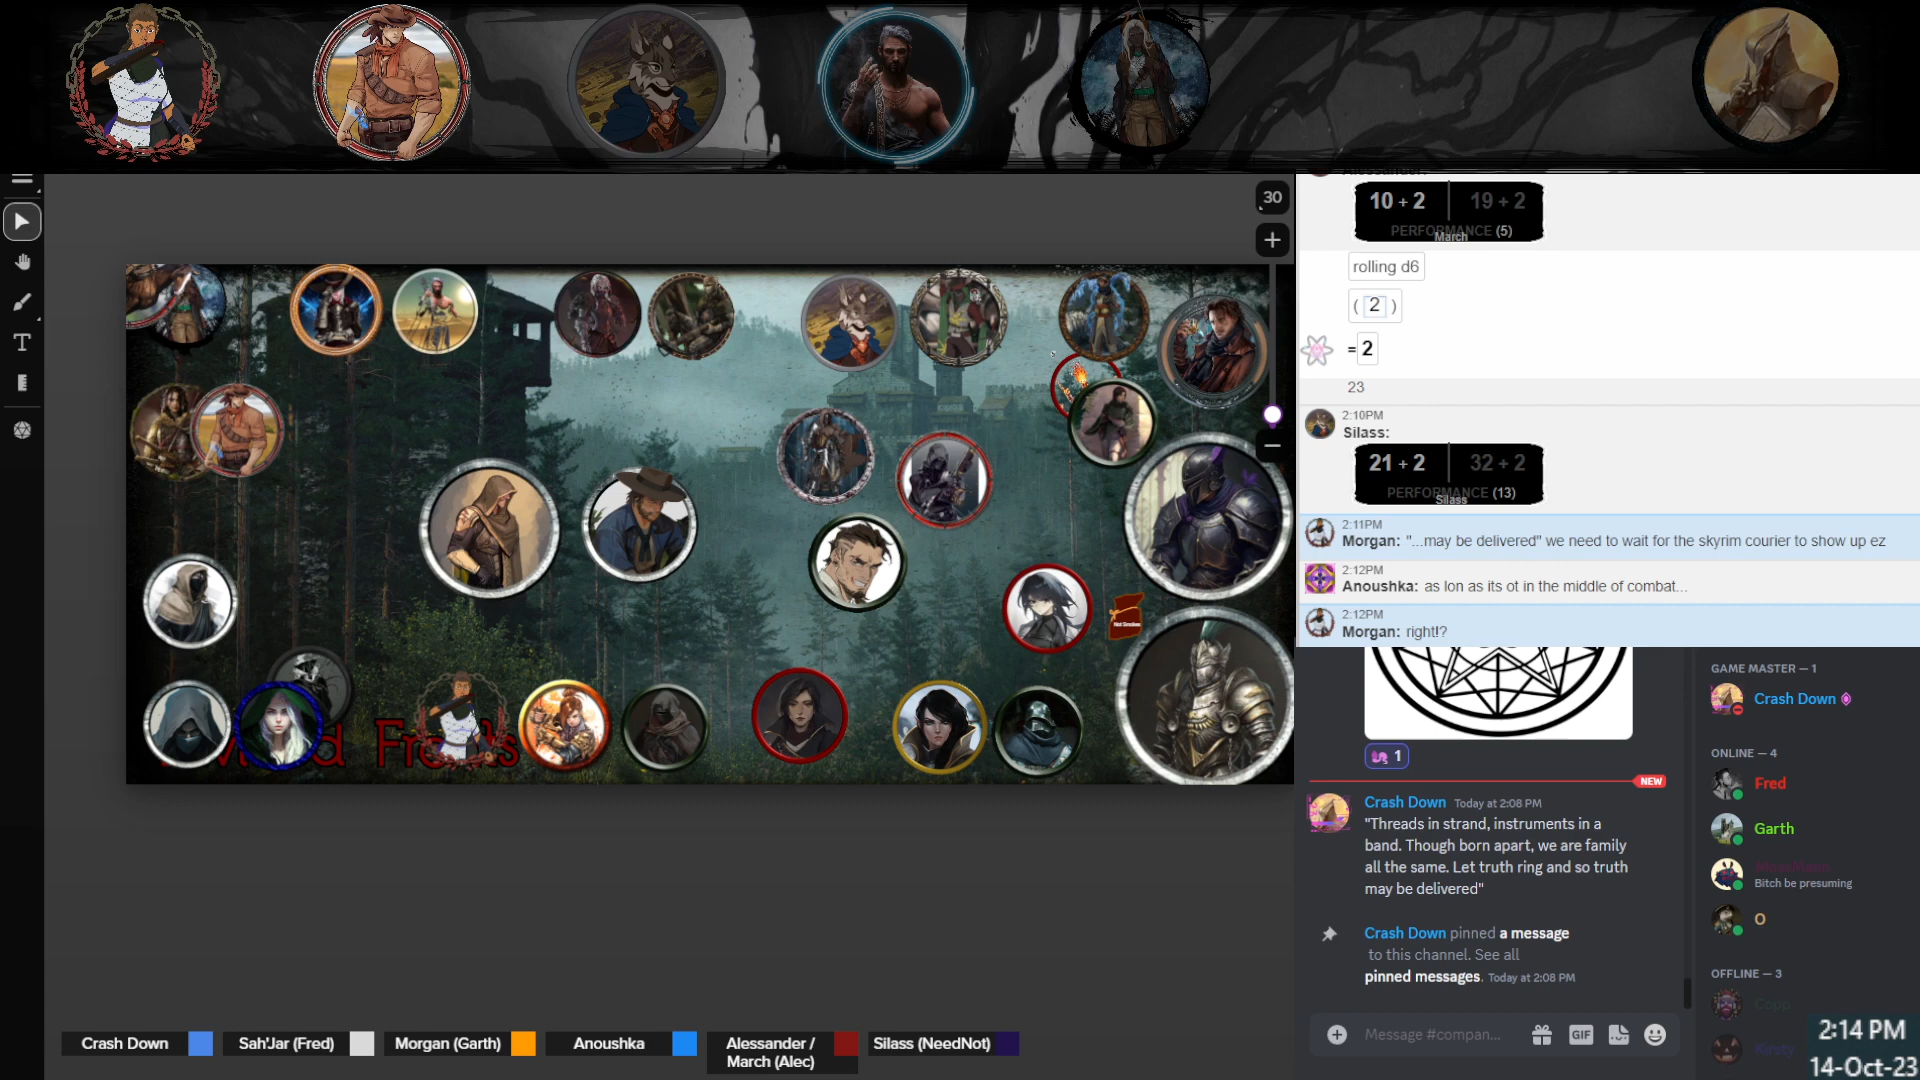 30
10 + 2
19 + 2
PERFORMANCE (5)
March
rolling d6
( 2 )
= 2
23
2:10PM
Silass:
21 + 2
32 + 2
PERFORMANCE (13)
Silass
2:11PM
Morgan: "...may be delivered" we need to wait for the skyrim courier to show up ez
2:12PM
Anoushka: as lon as its ot in the middle of combat...
2:12PM
Morgan: right!?
1
NEW
Crash Down Today at 2:08 PM
"Threads in strand, instruments in a
band. Though born apart, we are family
all the same. Let truth ring and so truth
may be delivered"
Crash Down pinned a message
to this channel. See all
pinned messages. Today at 2:08 PM
Message #compan...
GIF
GAME MASTER — 1
Crash Down
ONLINE — 4
Fred
Garth
Bitch be presuming
O
OFFLINE — 3
Copp
Kirsty
2:14 PM
14-Oct-23
Crash Down
Sah'Jar (Fred)
Morgan (Garth)
Anoushka
Alessander /
March (Alec)
Silass (NeedNot)